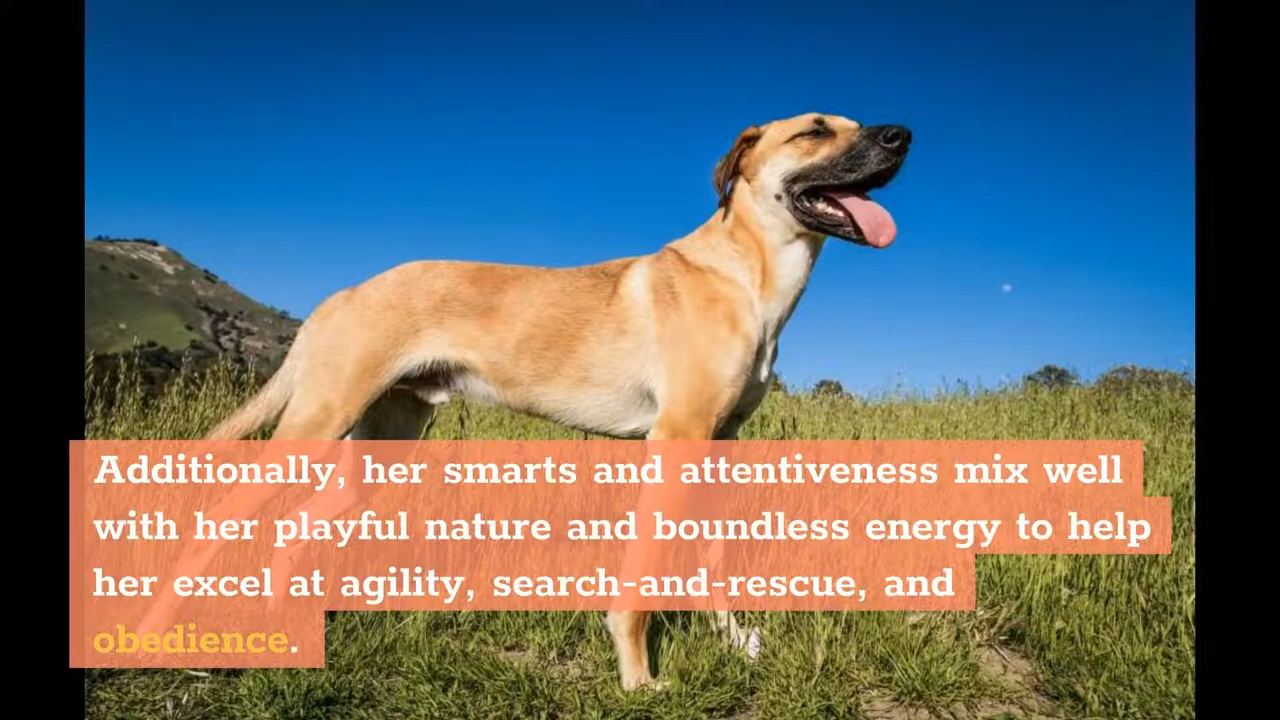 Additionally, her smarts and attentiveness mix well
with her playful nature and boundless energy to help
her excel at agility, search-and-rescue, and
obedience.